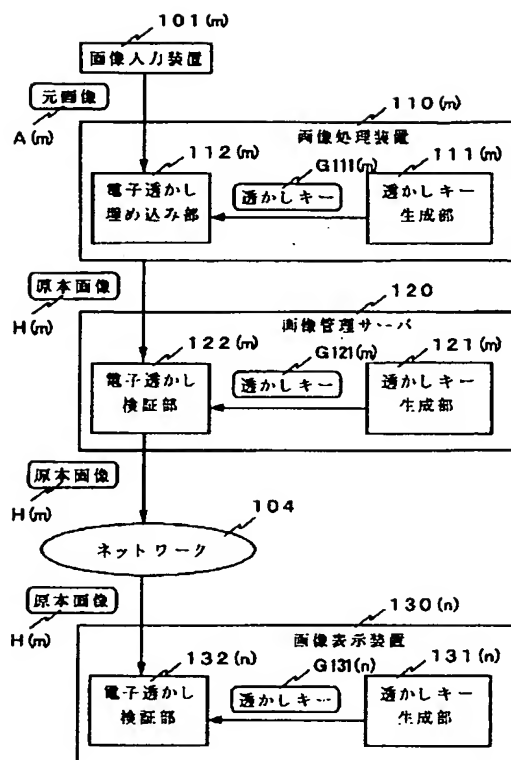 101(m)
画像入力装置
元画像
A(m)
110(m)
画像処理装置
112(m)
G111(m)
111(m)
電子透かし
埋め込み部
透かしキー
透かしキー
生成部
原本画像
H(m)
120
画像管理サーバ
122(m)
G121(m)
121(m)
電子透かし
検証部
透かしキー
透かしキー
生成部
原本画像
H(m)
104
ネットワーク
原本画像
H(m)
130(n)
画像表示装置
132(n)
G131(n)
131(n)
電子透かし
検証部
透かしキー
透かしキー
生成部